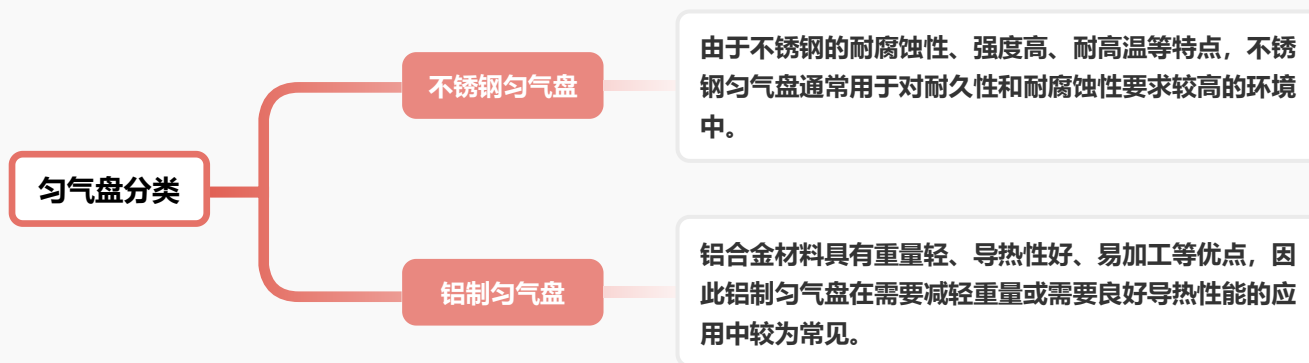 匀气盘分类
不锈钢匀气盘
由于不锈钢的耐腐蚀性、强度高、耐高温等特点，不锈
钢匀气盘通常用于对耐久性和耐腐蚀性要求较高的环境
中。
铝制匀气盘
铝合金材料具有重量轻、导热性好、易加工等优点，因
此铝制匀气盘在需要减轻重量或需要良好导热性能的应
用中较为常见。